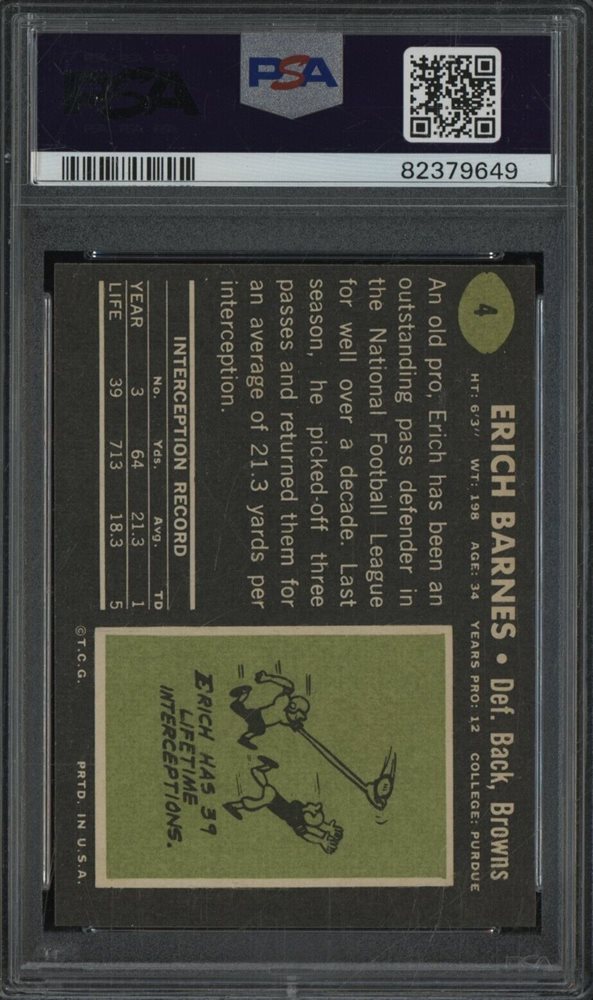 PSA
PSA
82379649
4
ERICH BARNES • Def. Back, Browns
HT: 6'3" WT: 198 AGE: 34 YEARS PRO: 12 COLLEGE: PURDUE
An old pro, Erich has been an
outstanding pass defender in
the National Football League
for well over a decade. Last
season, he picked-off three
passes and returned them for
an average of 21.3 yards per
interception.
INTERCEPTION RECORD
No. Yds. Avg. TD
YEAR 3 64 21.3 1
LIFE 39 713 18.3 5
ERICH HAS 39
LIFETIME
INTERCEPTIONS.
© T.C.G. PRTD. IN U.S.A.
PSA